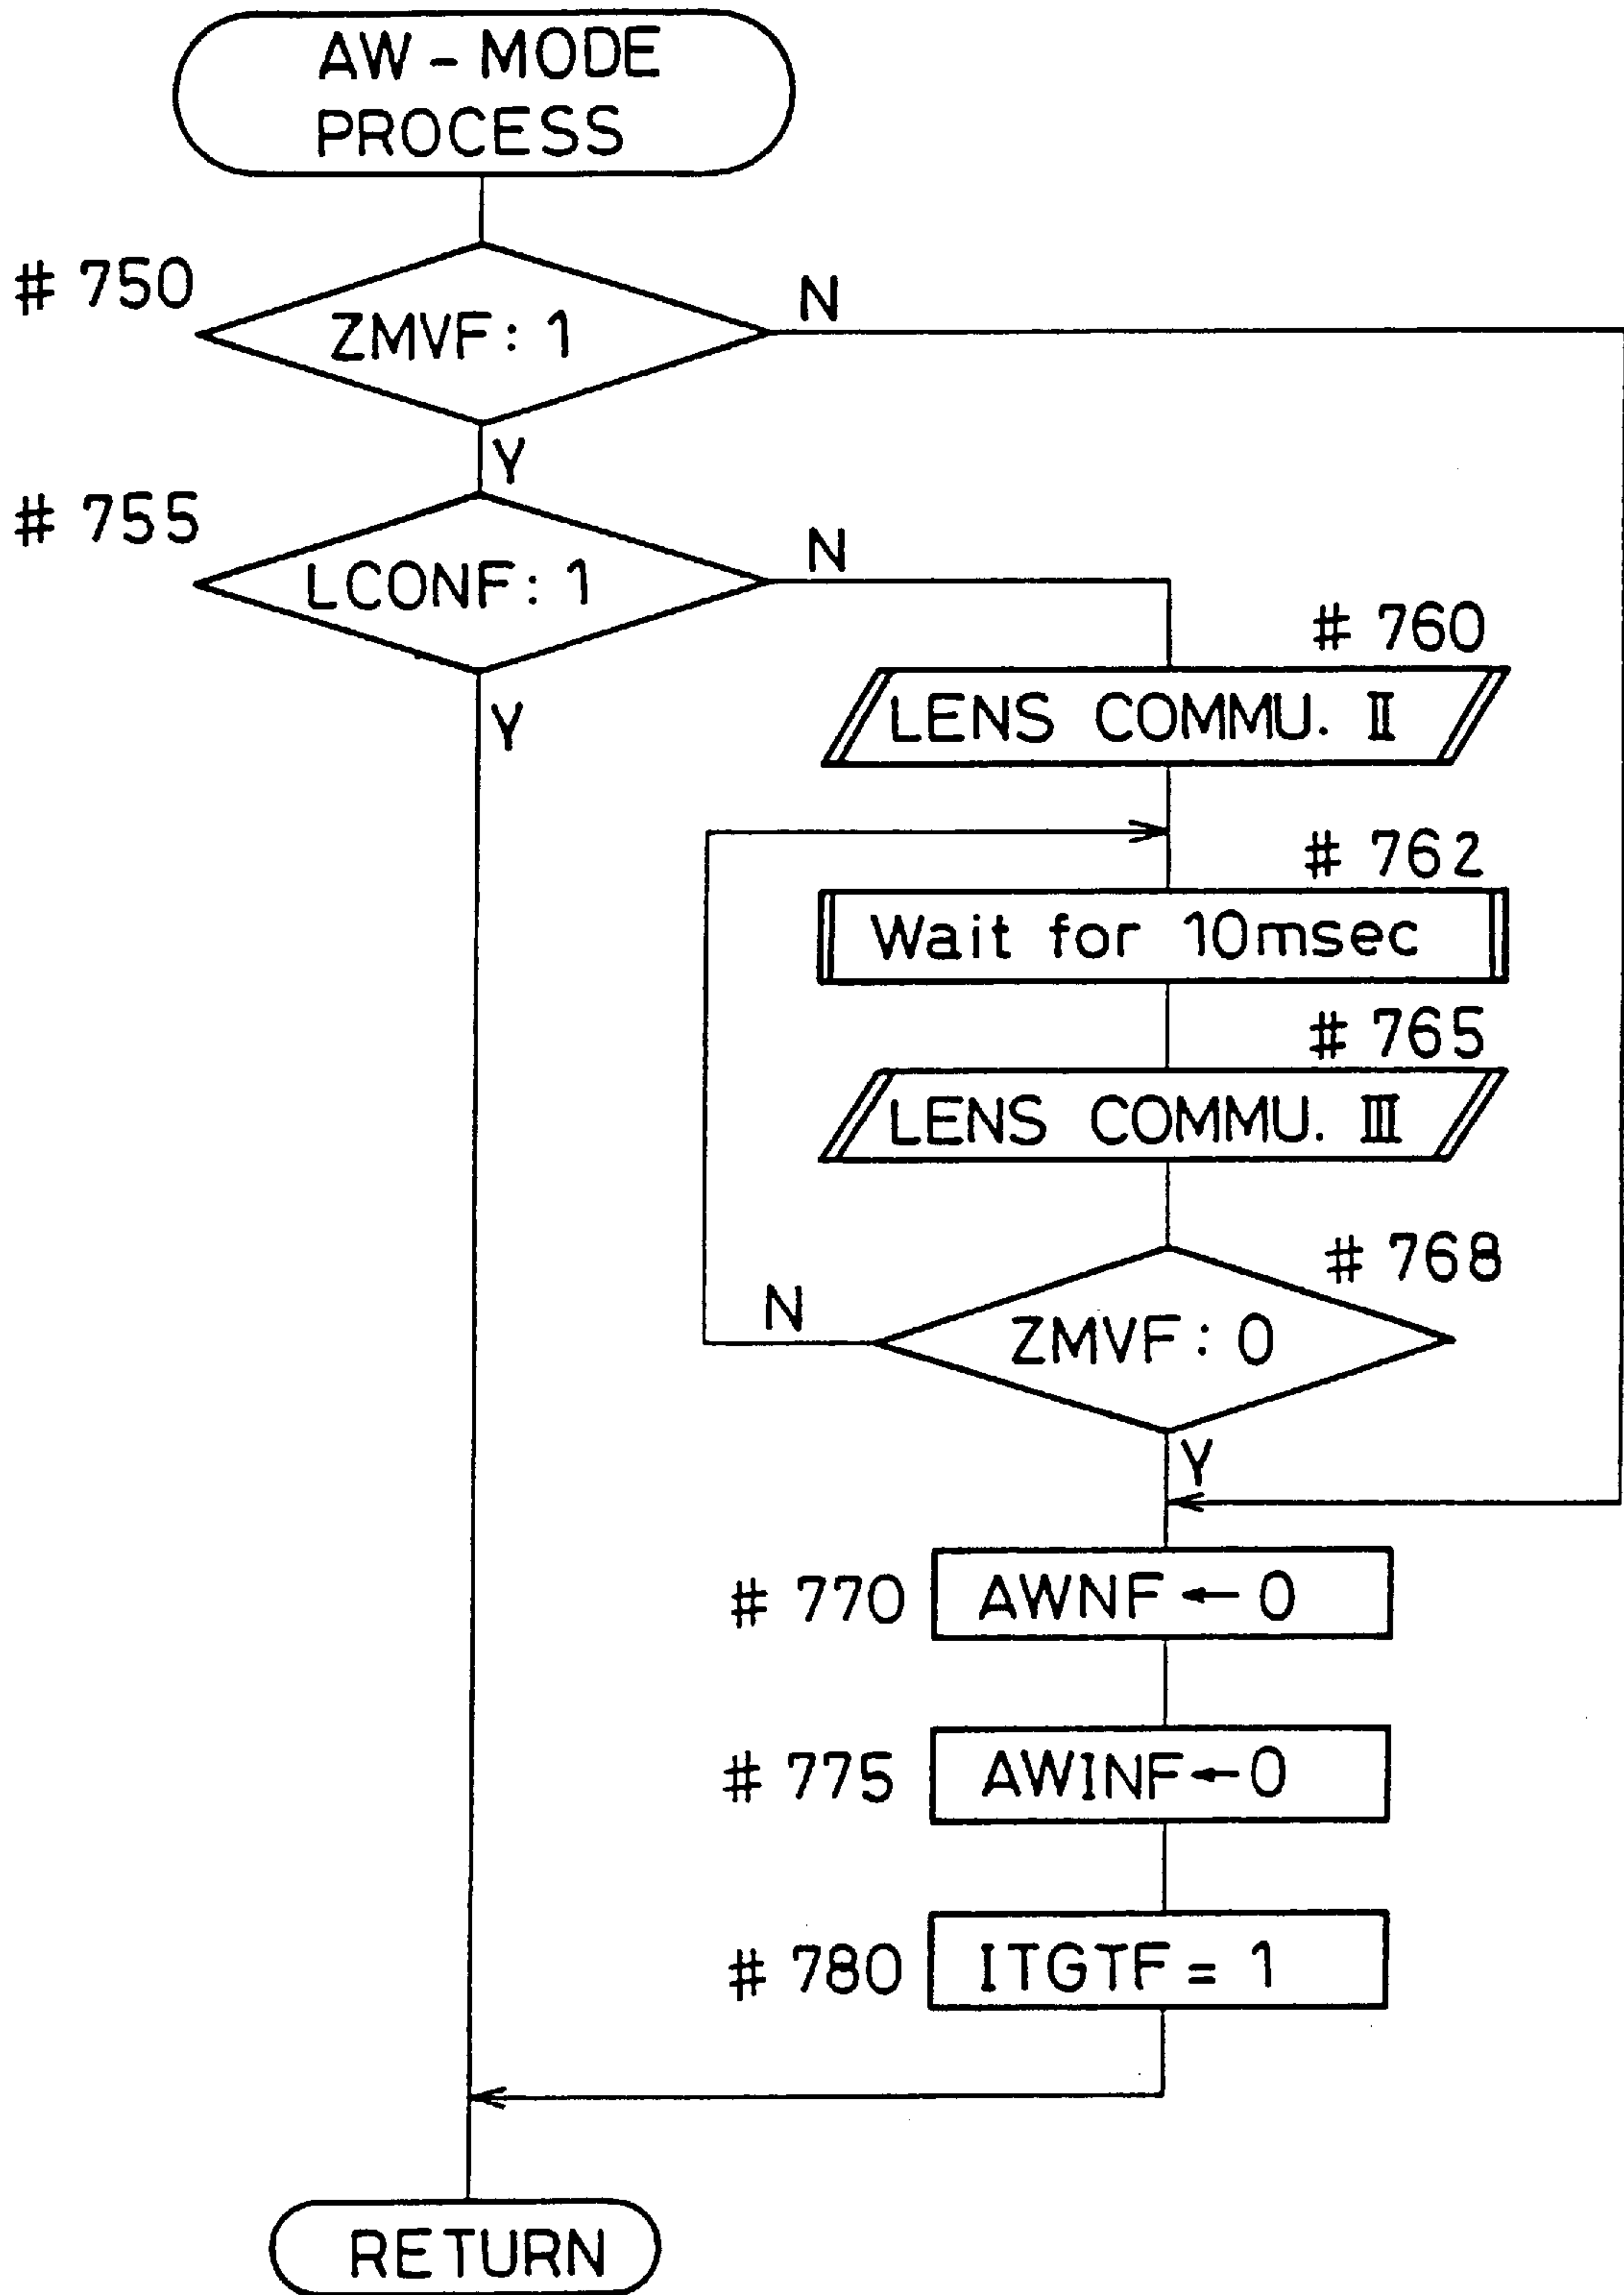 AW - MODE
PROCESS
# 750
ZMVF : 1
N
Y
# 755
LCONF : 1
N
Y
# 760
LENS COMMU. II
# 762
Wait for 10msec
# 765
LENS COMMU. III
# 768
ZMVF : 0
N
Y
# 770
AWNF ← 0
# 775
AWINF ← 0
# 780
ITGTF = 1
RETURN